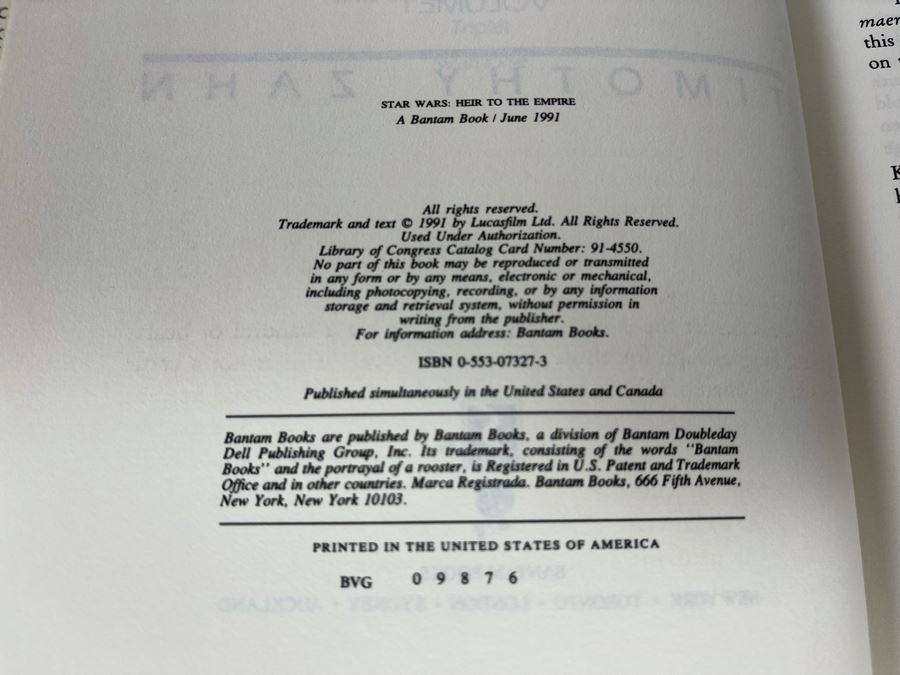 STAR WARS: HEIR TO THE EMPIRE
A Bantam Book / June 1991
All rights reserved.
Trademark and text © 1991 by Lucasfilm Ltd. All Rights Reserved.
Used Under Authorization.
Library of Congress Catalog Card Number: 91-4550.
No part of this book may be reproduced or transmitted
in any form or by any means, electronic or mechanical,
including photocopying, recording, or by any information
storage and retrieval system, without permission in
writing from the publisher.
For information address: Bantam Books.
ISBN 0-553-07327-3
Published simultaneously in the United States and Canada
Bantam Books are published by Bantam Books, a division of Bantam Doubleday
Dell Publishing Group, Inc. Its trademark, consisting of the words "Bantam
Books" and the portrayal of a rooster, is Registered in U.S. Patent and Trademark
Office and in other countries. Marca Registrada. Bantam Books, 666 Fifth Avenue,
New York, New York 10103.
PRINTED IN THE UNITED STATES OF AMERICA
BVG 0 9 8 7 6
TIMOTHY ZAHN
NEW YORK • TORONTO • LONDON • SYDNEY • AUCKLAND
this
on